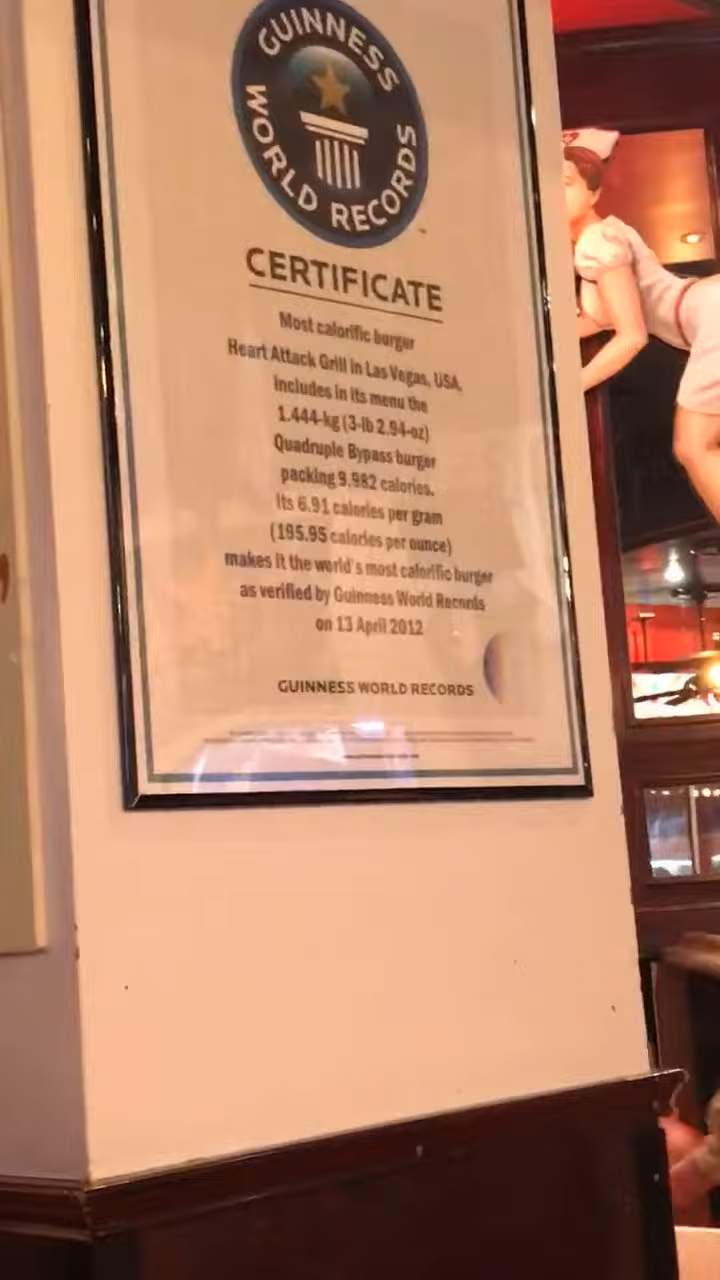 GUINNESS
WORLD RECORDS
CERTIFICATE
Most calorific burger
Heart Attack Grill in Las Vegas, USA,
includes in its menu the
1.444-kg (3-lb 2.94-oz)
Quadruple Bypass burger
packing 9,982 calories.
Its 6.91 calories per gram
(195.95 calories per ounce)
makes it the world's most calorific burger
as verified by Guinness World Records
on 13 April 2012
GUINNESS WORLD RECORDS